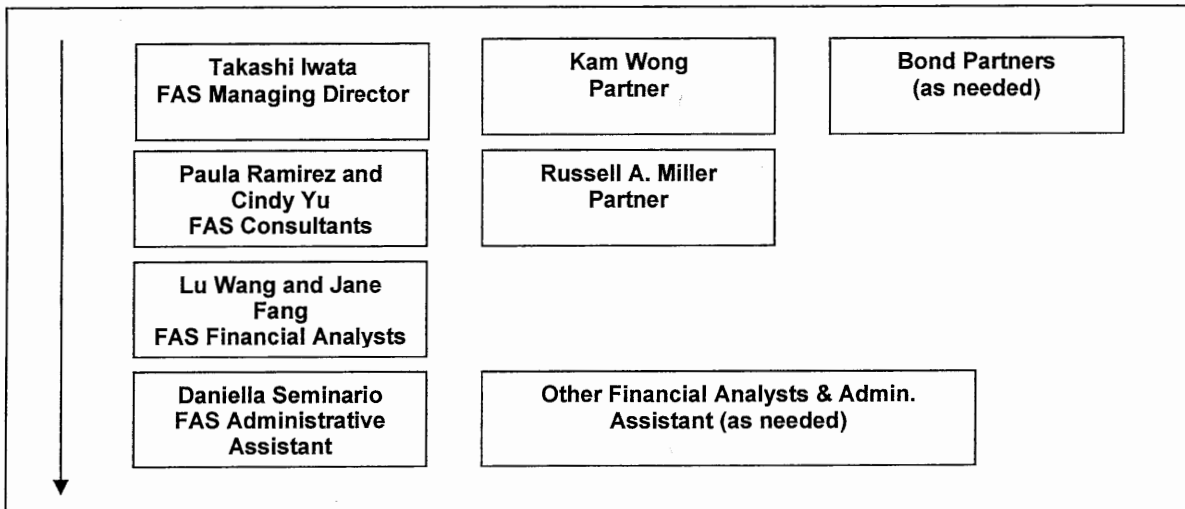 Takashi Iwata
FAS Managing Director
Kam Wong
Partner
Bond Partners
(as needed)
Paula Ramirez and
Cindy Yu
FAS Consultants
Russell A. Miller
Partner
Lu Wang and Jane
Fang
FAS Financial Analysts
Daniella Seminario
FAS Administrative
Assistant
Other Financial Analysts & Admin.
Assistant (as needed)